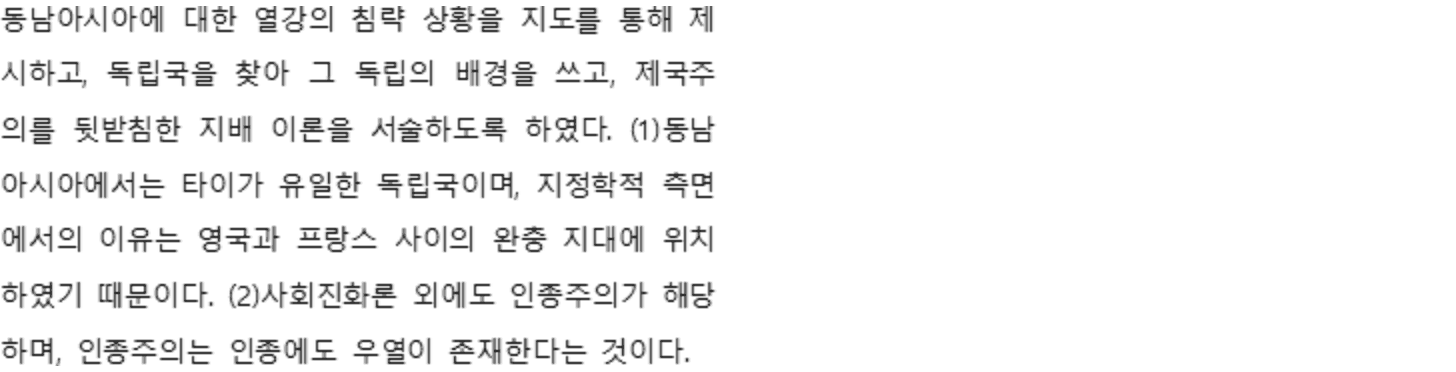 동남아시아에 대한 열강의 침략 상황을 지도를 통해 제
시하고, 독립국을 찾아 그 독립의 배경을 쓰고, 제국주
의를 뒷받침한 지배 이론을 서술하도록 하였다. (1)동남
아시아에서는 타이가 유일한 독립국이며, 지정학적 측면
에서의 이유는 영국과 프랑스 사이의 완충 지대에 위치
하였기 때문이다. (2)사회진화론 외에도 인종주의가 해당
하며, 인종주의는 인종에도 우열이 존재한다는 것이다.